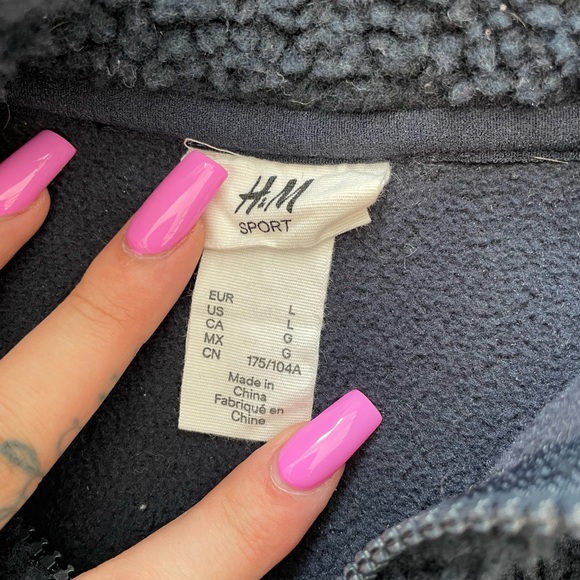 H&M
SPORT
EUR L
US L
CA G
MX G
CN 175/104A
Made in
China
Fabriqué en
Chine